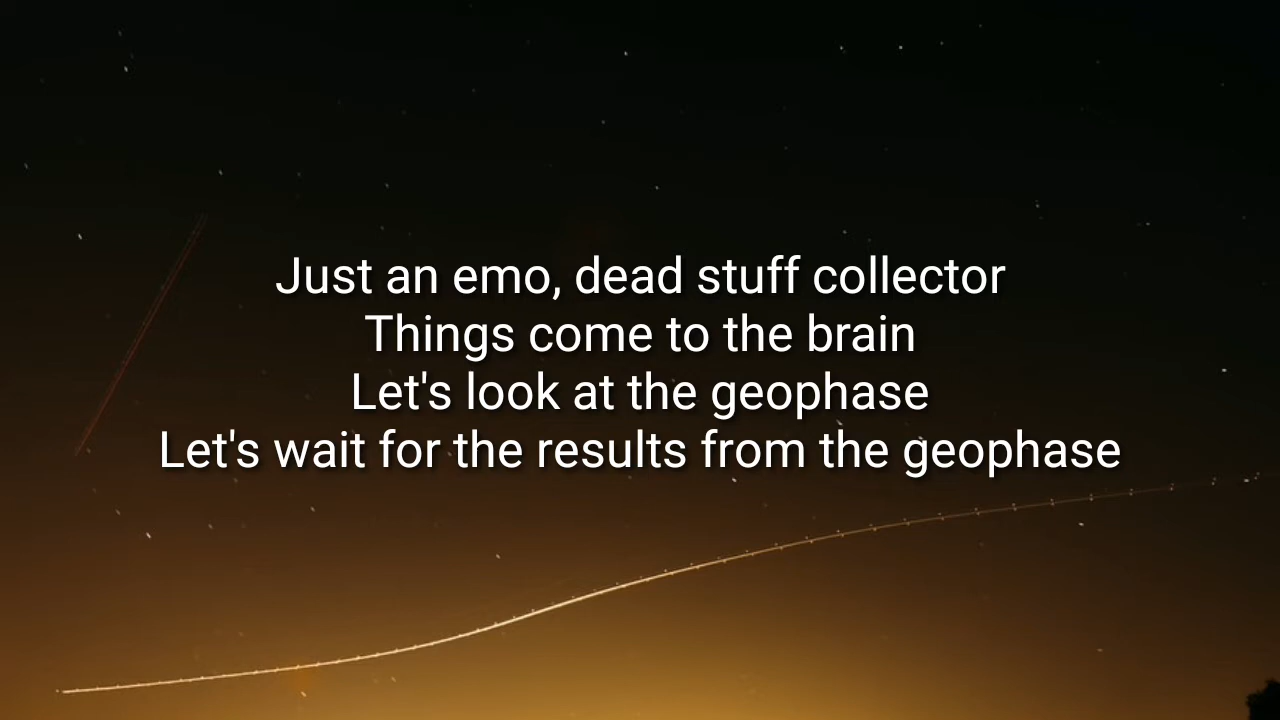 Just an emo, dead stuff collector
Things come to the brain
Let's look at the geophase
Let's wait for the results from the geophase